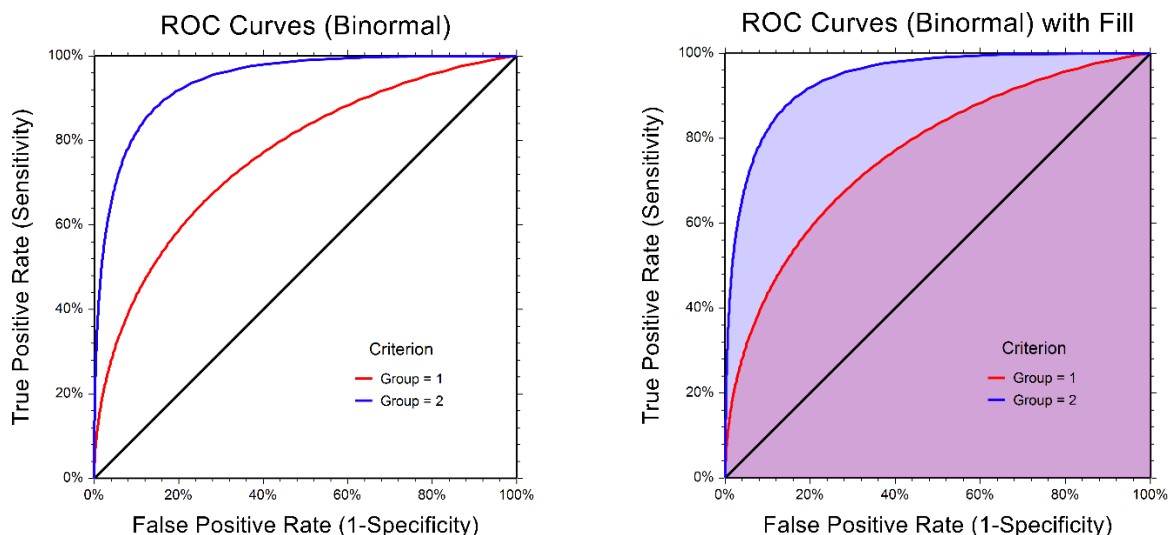 ROC Curves (Binormal)
True Positive Rate (Sensitivity)
100%
80%
60%
40%
20%
0%
Criterion
Group = 1
Group = 2
0%
20%
40%
60%
80%
100%
False Positive Rate (1-Specificity)
ROC Curves (Binormal) with Fill
True Positive Rate (Sensitivity)
100%
80%
60%
40%
20%
0%
Criterion
Group = 1
Group = 2
0%
20%
40%
60%
80%
100%
False Positive Rate (1-Specificity)